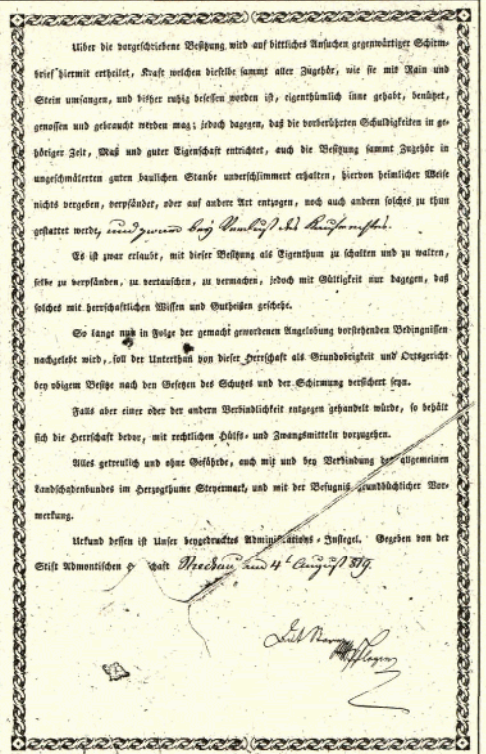 Uiber die vorgeschriebene Besitzung wird auf bittliches Ansuchen gegenwärtiger Schirm-
brief hiermit ertheilet, Kraft welchen dieselbe sammt aller Zugehör, wie sie mit Rain und
Stein umfangen, und bisher ruhig besessen worden ist, eigenthümlich inne gehabt, benützet,
genossen und gebraucht werden mag; jedoch dagegen, daß die vorberührten Schuldigkeiten in ge-
höriger Zeit, Maß und guter Eigenschaft entrichtet, auch die Besitzung sammt Zugehör in
ungeschmälerten guten baulichen Stande unverschlimmert erhalten, hiervon heimlicher Weise
nichts vergeben, verpfändet, oder auf andere Art entzogen, noch auch andern solches zu thun
gestattet werde, und zwar bey Verlust des Kaufrechtes.
Es ist zwar erlaubt, mit dieser Besitzung als Eigenthum zu schalten und zu walten,
selbe zu verpfänden, zu vertauschen, zu vermachen, jedoch mit Gültigkeit nur dagegen, daß
solches mit herrschaftlichen Wissen und Gutheißen geschehe.
So lange nun in Folge der gemacht gewordenen Angelobung vorstehenden Bedingnissen
nachgelebt wird, soll der Unterthan von dieser Herrschaft als Grundobrigkeit und Ortsgericht
bey obigem Besitze nach den Gesetzen des Schutzes und der Schirmung versichert seyn.
Falls aber einer oder der andern Verbindlichkeit entgegen gehandelt würde, so behält
sich die Herrschaft bevor, mit rechtlichen Hülfs- und Zwangsmitteln vorzugehen.
Alles getreulich und ohne Gefährde, auch mit und bey Verbindung des allgemeinen
Landschadenbundes im Herzogthume Steyermark, und mit der Befugniß grundbüchlicher Vor-
merkung.
Urkund dessen ist Unser beygedrucktes Administrations-Insiegel. Gegeben von der
Stift Admontischen schaft am 4t August 819.